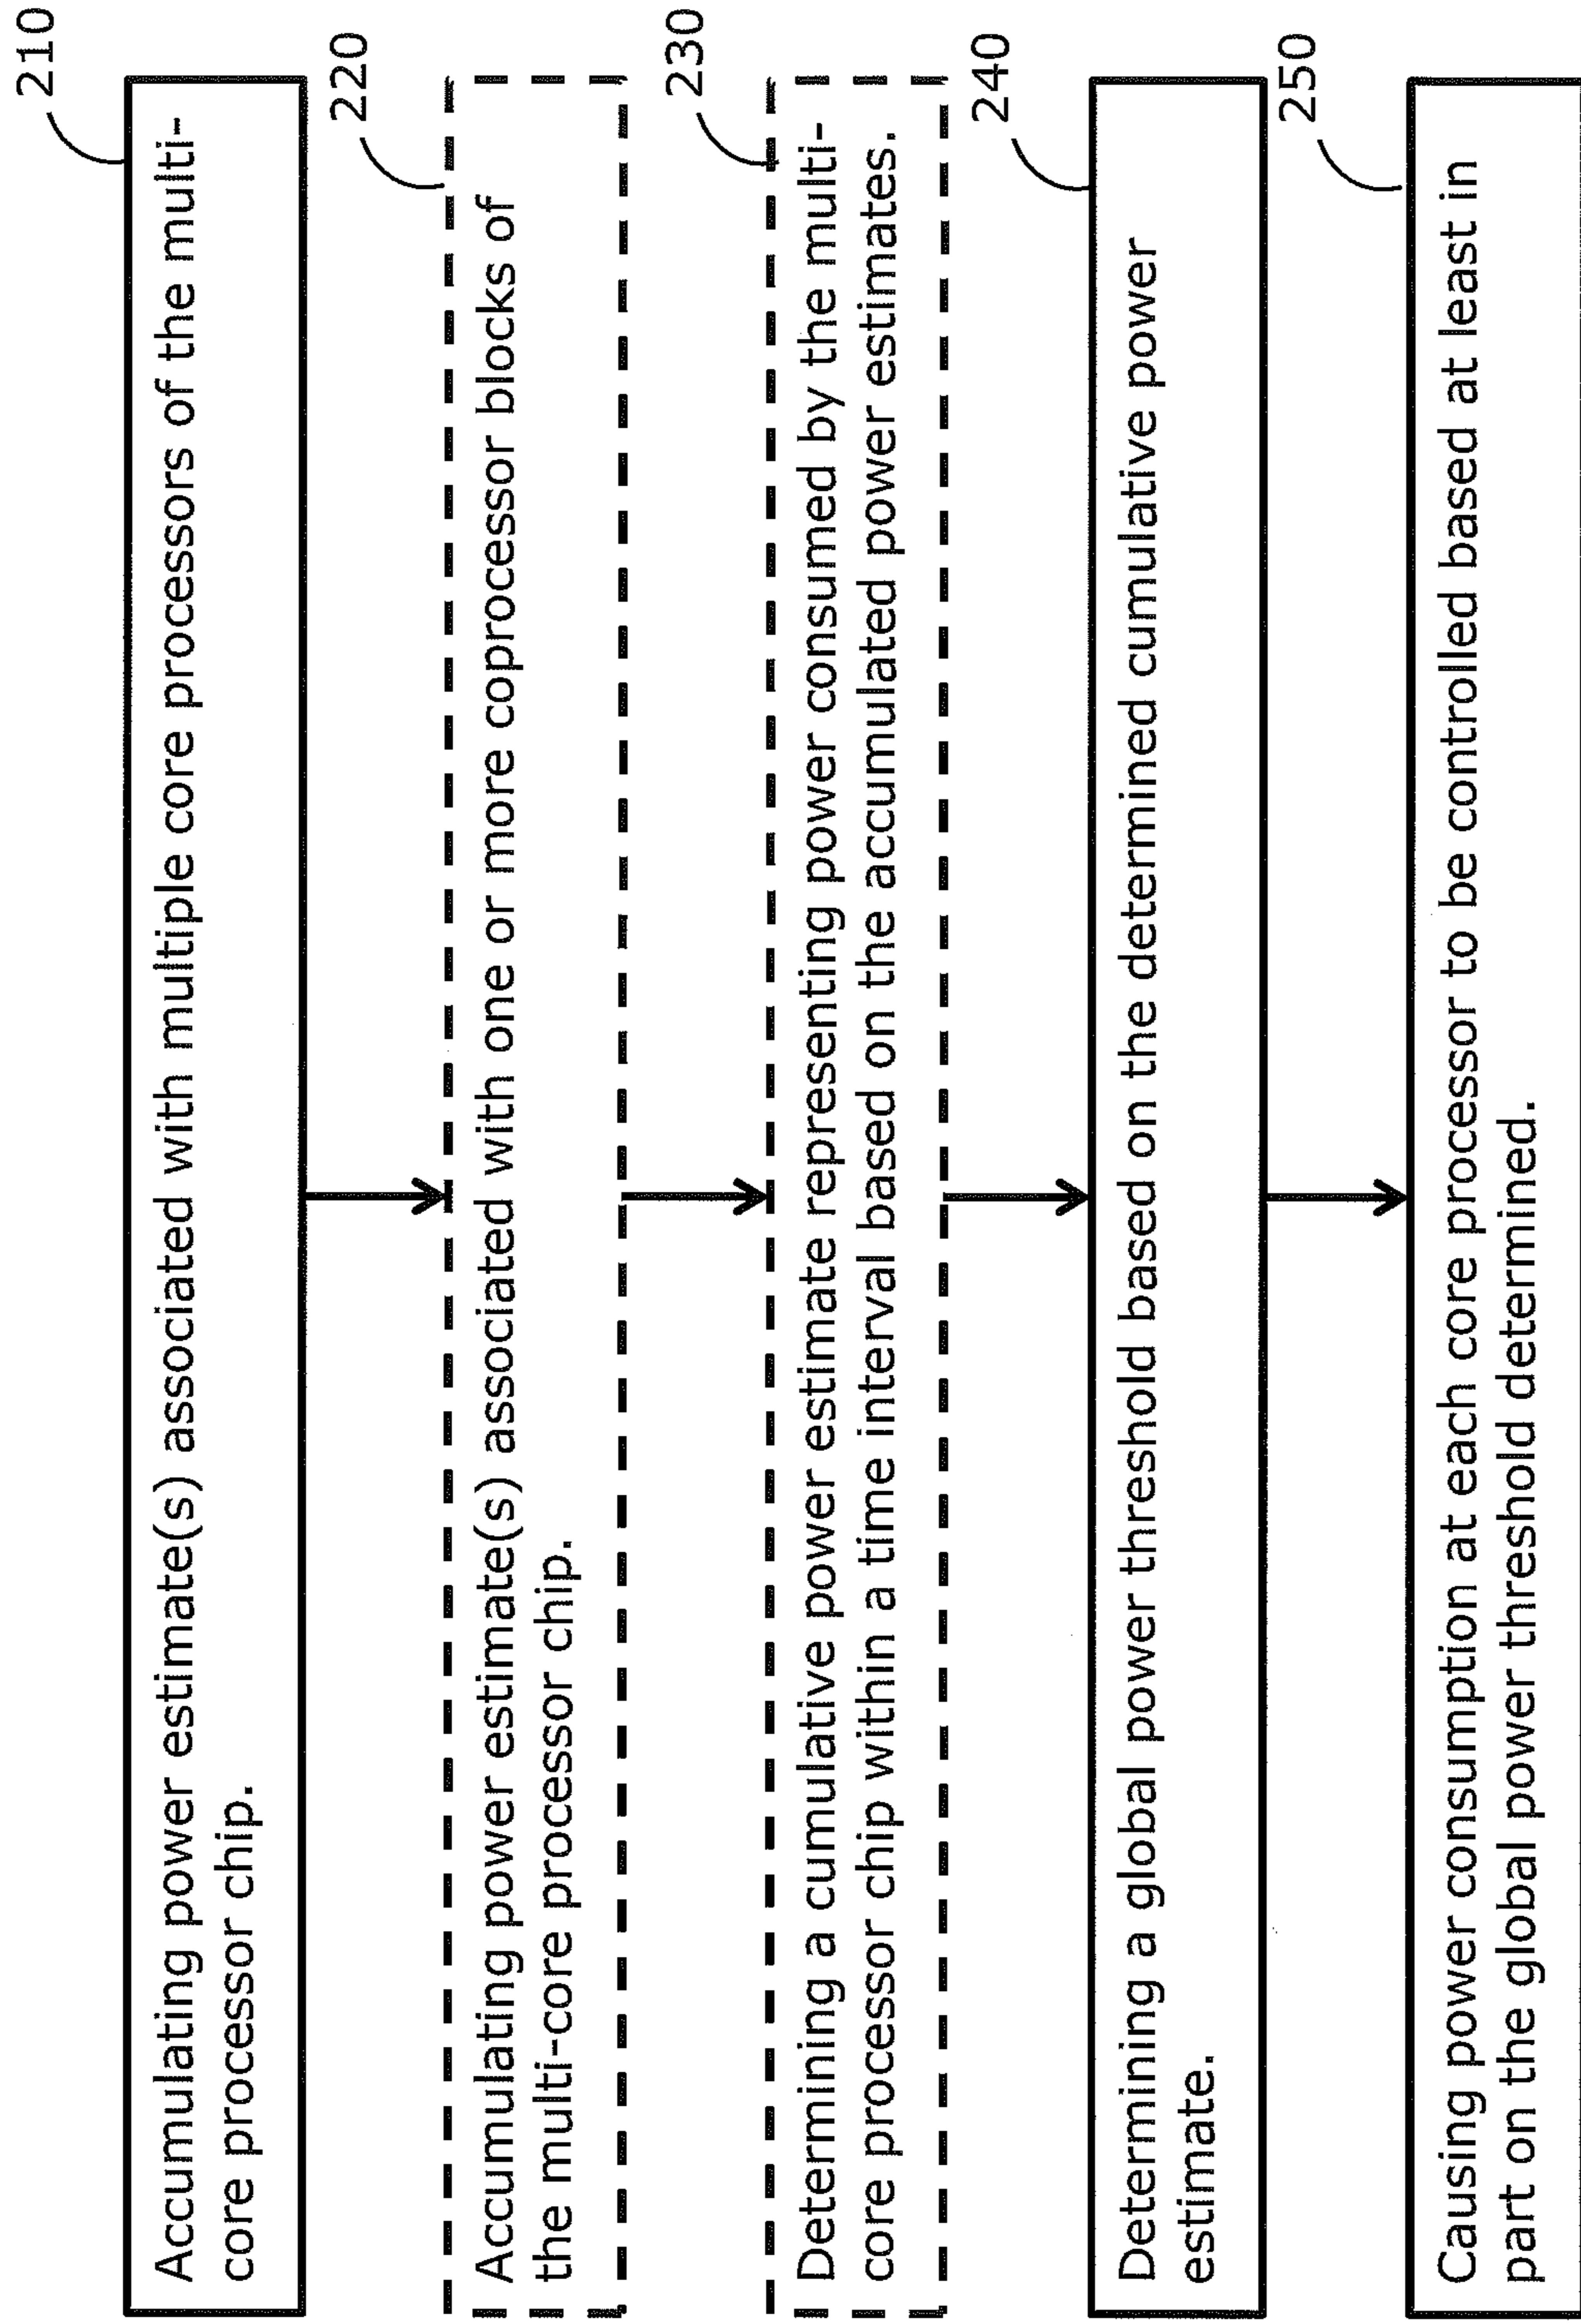 210
Accumulating power estimate(s) associated with multiple core processors of the multi-
core processor chip.
220
Accumulating power estimate(s) associated with one or more coprocessor blocks of
the multi-core processor chip.
230
Determining a cumulative power estimate representing power consumed by the multi-
core processor chip within a time interval based on the accumulated power estimates.
240
Determining a global power threshold based on the determined cumulative power
estimate.
250
Causing power consumption at each core processor to be controlled based at least in
part on the global power threshold determined.